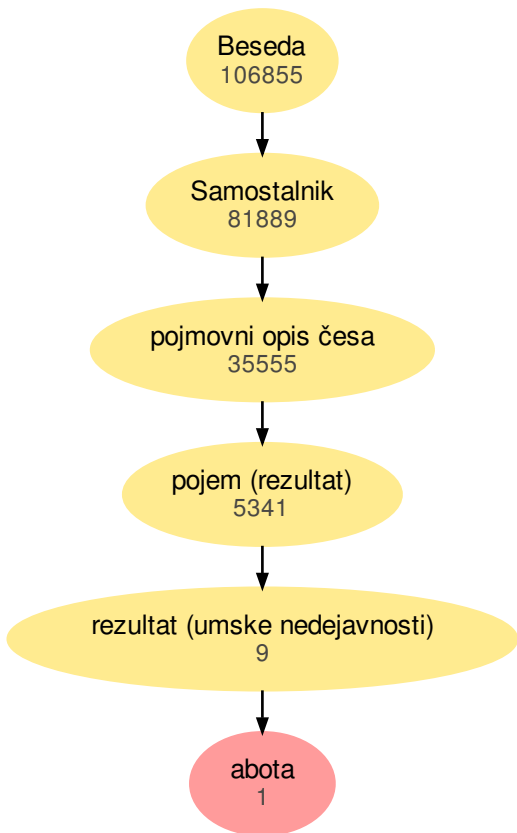 Beseda
106855
Samostalnik
81889
pojmovni opis česa
35555
pojem (rezultat)
5341
rezultat (umske nedejavnosti)
9
abota
1